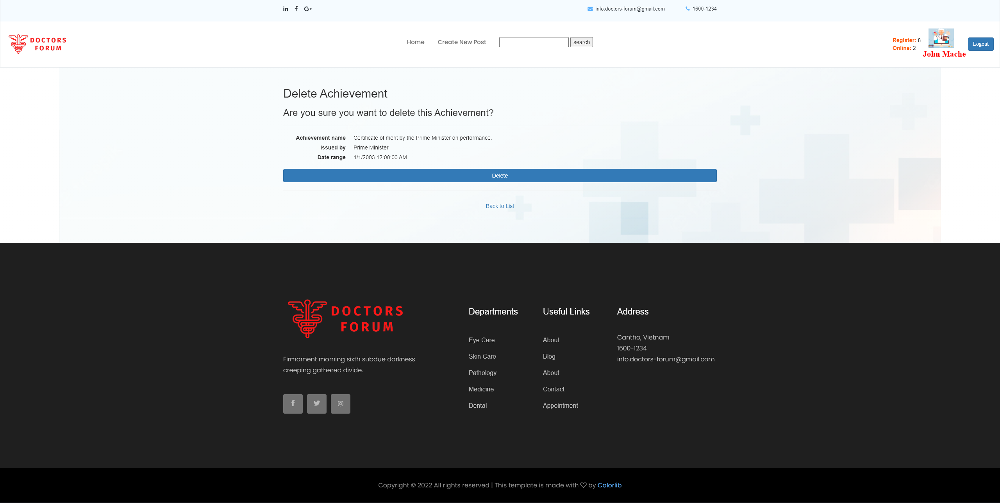 info.doctors-forum@gmail.com 1600-1234
DOCTORS
FORUM
Home Create New Post search
Register: 8
Online: 2
John Mache
Logout
Delete Achievement
Are you sure you want to delete this Achievement?
Achievement name Certificate of merit by the Prime Minister on performance.
Issued by Prime Minister
Date range 1/1/2003 12:00:00 AM
Delete
Back to List
DOCTORS
FORUM
Firmament morning sixth subdue darkness
creeping gathered divide.
Departments
Eye Care
Skin Care
Pathology
Medicine
Dental
Useful Links
About
Blog
About
Contact
Appointment
Address
Cantho, Vietnam
1600-1234
info.doctors-forum@gmail.com
Copyright © 2022 All rights reserved | This template is made with ♡ by Colorlib